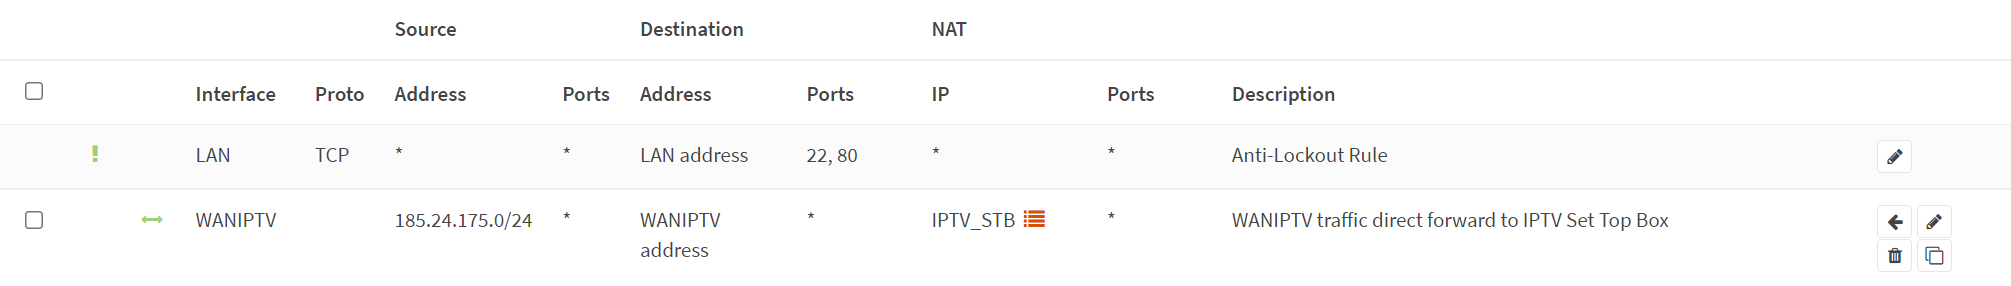 Source Destination NAT
Interface Proto Address Ports Address Ports IP Ports Description
! LAN TCP * * LAN address 22, 80 * * Anti-Lockout Rule
WANIPTV 185.24.175.0/24 * WANIPTV * IPTV_STB * WANIPTV traffic direct forward to IPTV Set Top Box
address